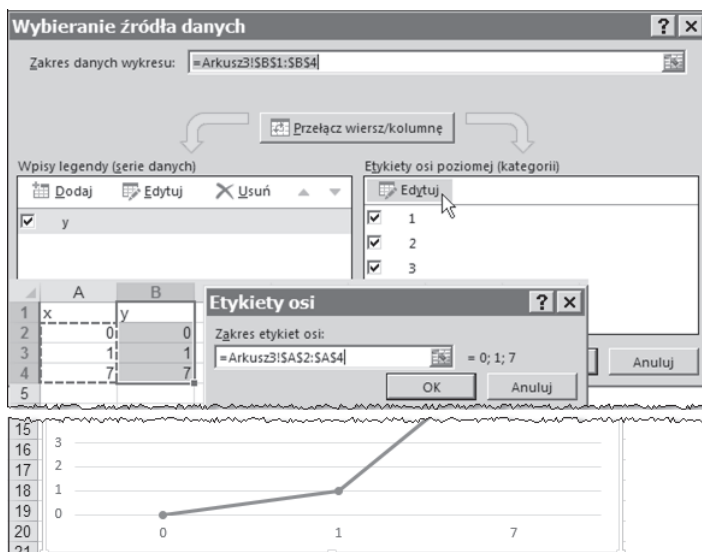 Wybieranie źródła danych ? ×
Zakres danych wykresu: =Arkusz3!$B$1:$B$4
Przełącz wiersz/kolumnę
Wpisy legendy (serie danych)
Dodaj Edytuj Usuń
y
Etykiety osi poziomej (kategorii)
Edytuj
1
2
3
A B
1 x y
2 0 0
3 1 1
4 7 7
5
Etykiety osi ? ×
Zakres etykiet osi:
=Arkusz3!$A$2:$A$4 = 0; 1; 7
OK Anuluj
Anuluj
15
16 3
17 2
18 1
19 0
20 0 1 7
21